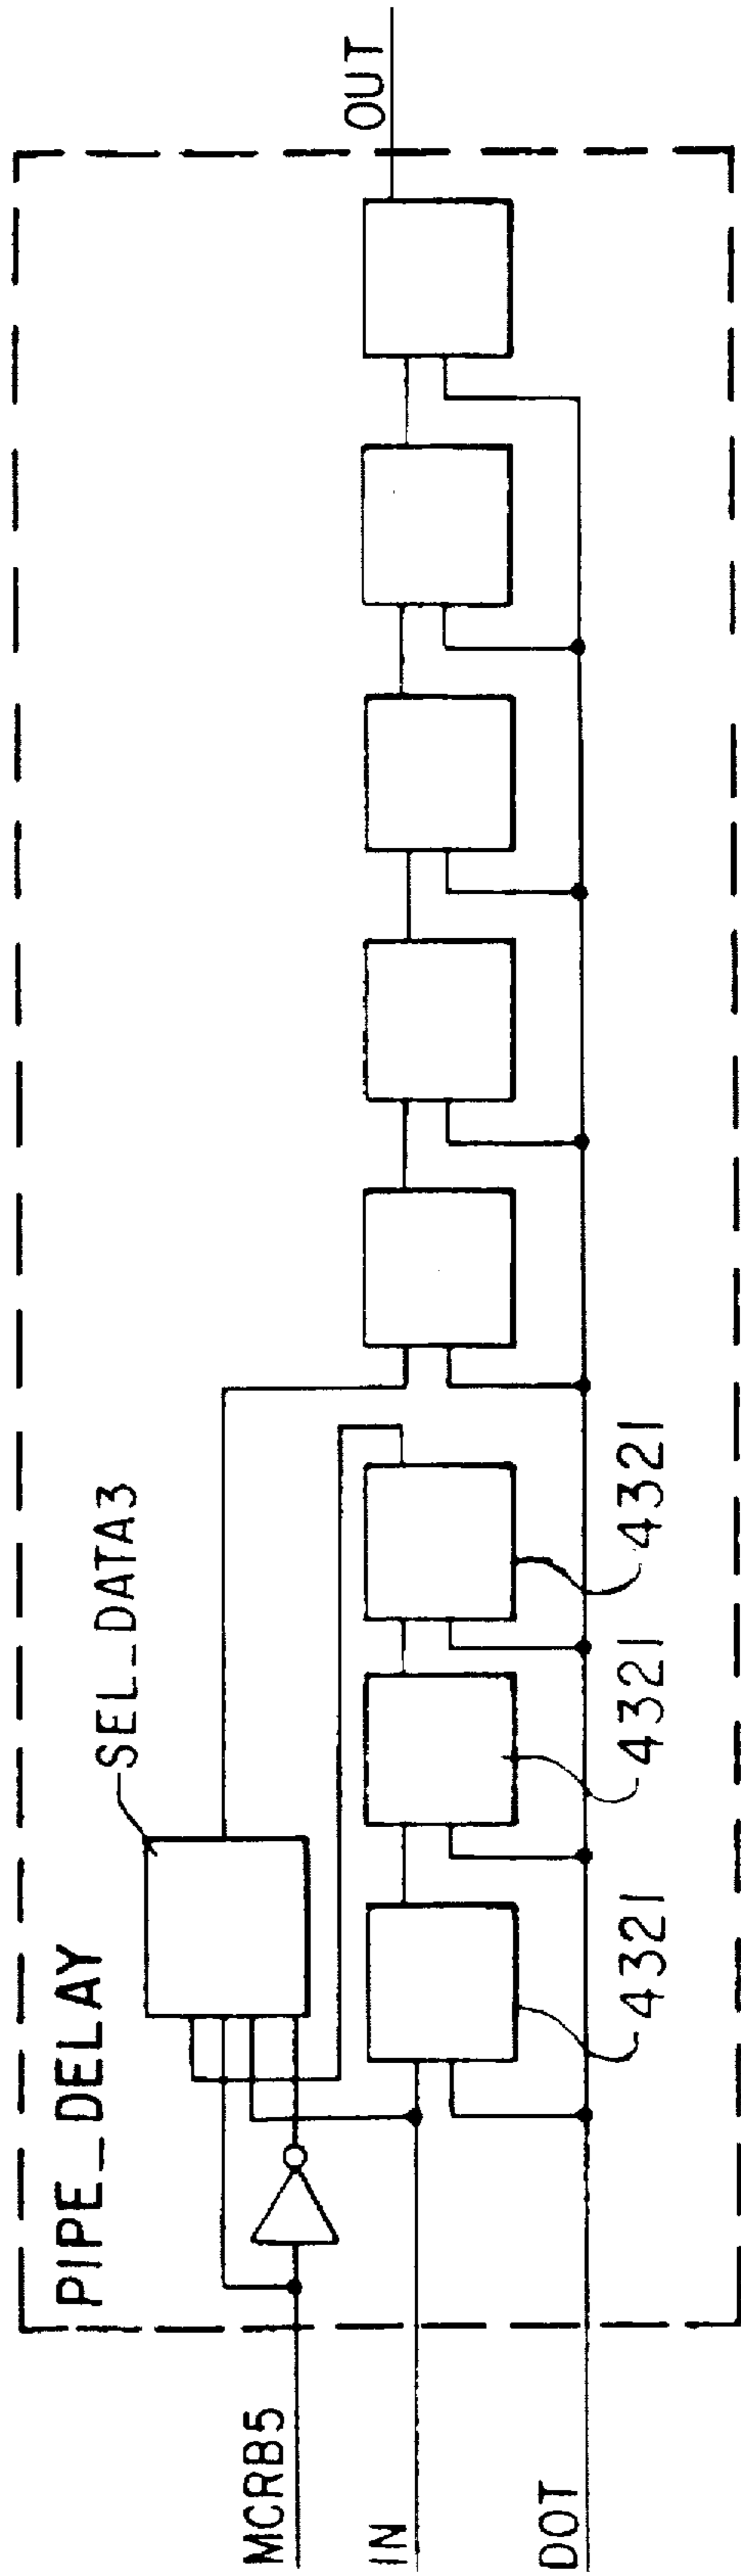 PIPE_DELAY
SEL_DATA3
MCRB5
IN
DOT
OUT
4321
4321
4321